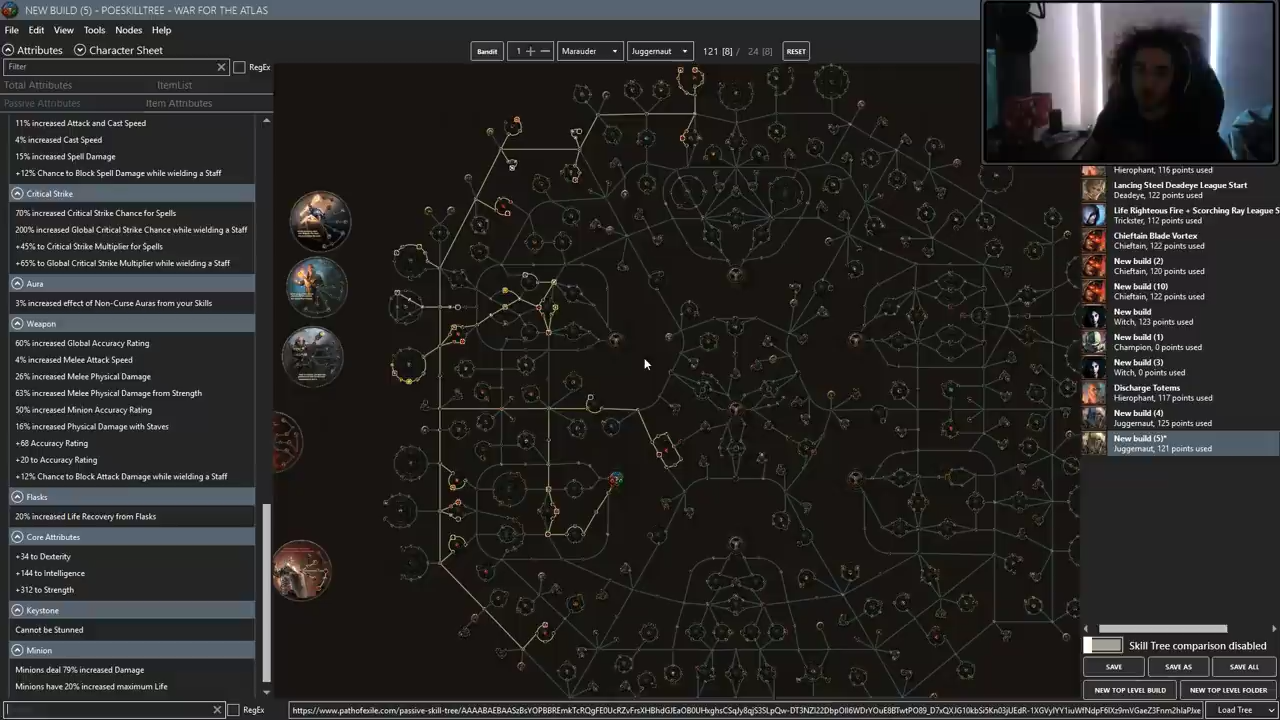 NEW BUILD (5) - POESKILLTREE - WAR FOR THE ATLAS
File Edit View Tools Nodes Help
Attributes Character Sheet
Bandit 1 Marauder Juggernaut 121 [8] / 24 [8] RESET
Filter RegEx
Total Attributes ItemList
Passive Attributes Item Attributes
11% increased Attack and Cast Speed
4% increased Cast Speed
15% increased Spell Damage
+12% Chance to Block Spell Damage while wielding a Staff
Critical Strike
70% increased Critical Strike Chance for Spells
200% increased Global Critical Strike Chance while wielding a Staff
+45% to Critical Strike Multiplier for Spells
+65% to Global Critical Strike Multiplier while wielding a Staff
Aura
3% increased effect of Non-Curse Auras from your Skills
Weapon
60% increased Global Accuracy Rating
4% increased Melee Attack Speed
26% increased Melee Physical Damage
63% increased Melee Physical Damage from Strength
50% increased Minion Accuracy Rating
16% increased Physical Damage with Staves
+68 Accuracy Rating
+20 to Accuracy Rating
+12% Chance to Block Attack Damage while wielding a Staff
Flasks
20% increased Life Recovery from Flasks
Core Attributes
+34 to Dexterity
+144 to Intelligence
+312 to Strength
Keystone
Cannot be Stunned
Minion
Minions deal 79% increased Damage
Minions have 20% increased maximum Life
RegEx
Hierophant, 116 points used
Lancing Steel Deadeye League Start
Deadeye, 122 points used
Life Righteous Fire + Scorching Ray League S
Trickster, 112 points used
Chieftain Blade Vortex
Chieftain, 122 points used
New build (2)
Chieftain, 120 points used
New build (10)
Chieftain, 122 points used
New build
Witch, 123 points used
New build (1)
Champion, 0 points used
New build (3)
Witch, 0 points used
Discharge Totems
Hierophant, 117 points used
New build (4)
Juggernaut, 125 points used
New build (5)*
Juggernaut, 121 points used
Skill Tree comparison disabled
SAVE SAVE AS SAVE ALL
NEW TOP LEVEL BUILD NEW TOP LEVEL FOLDER
Load Tree